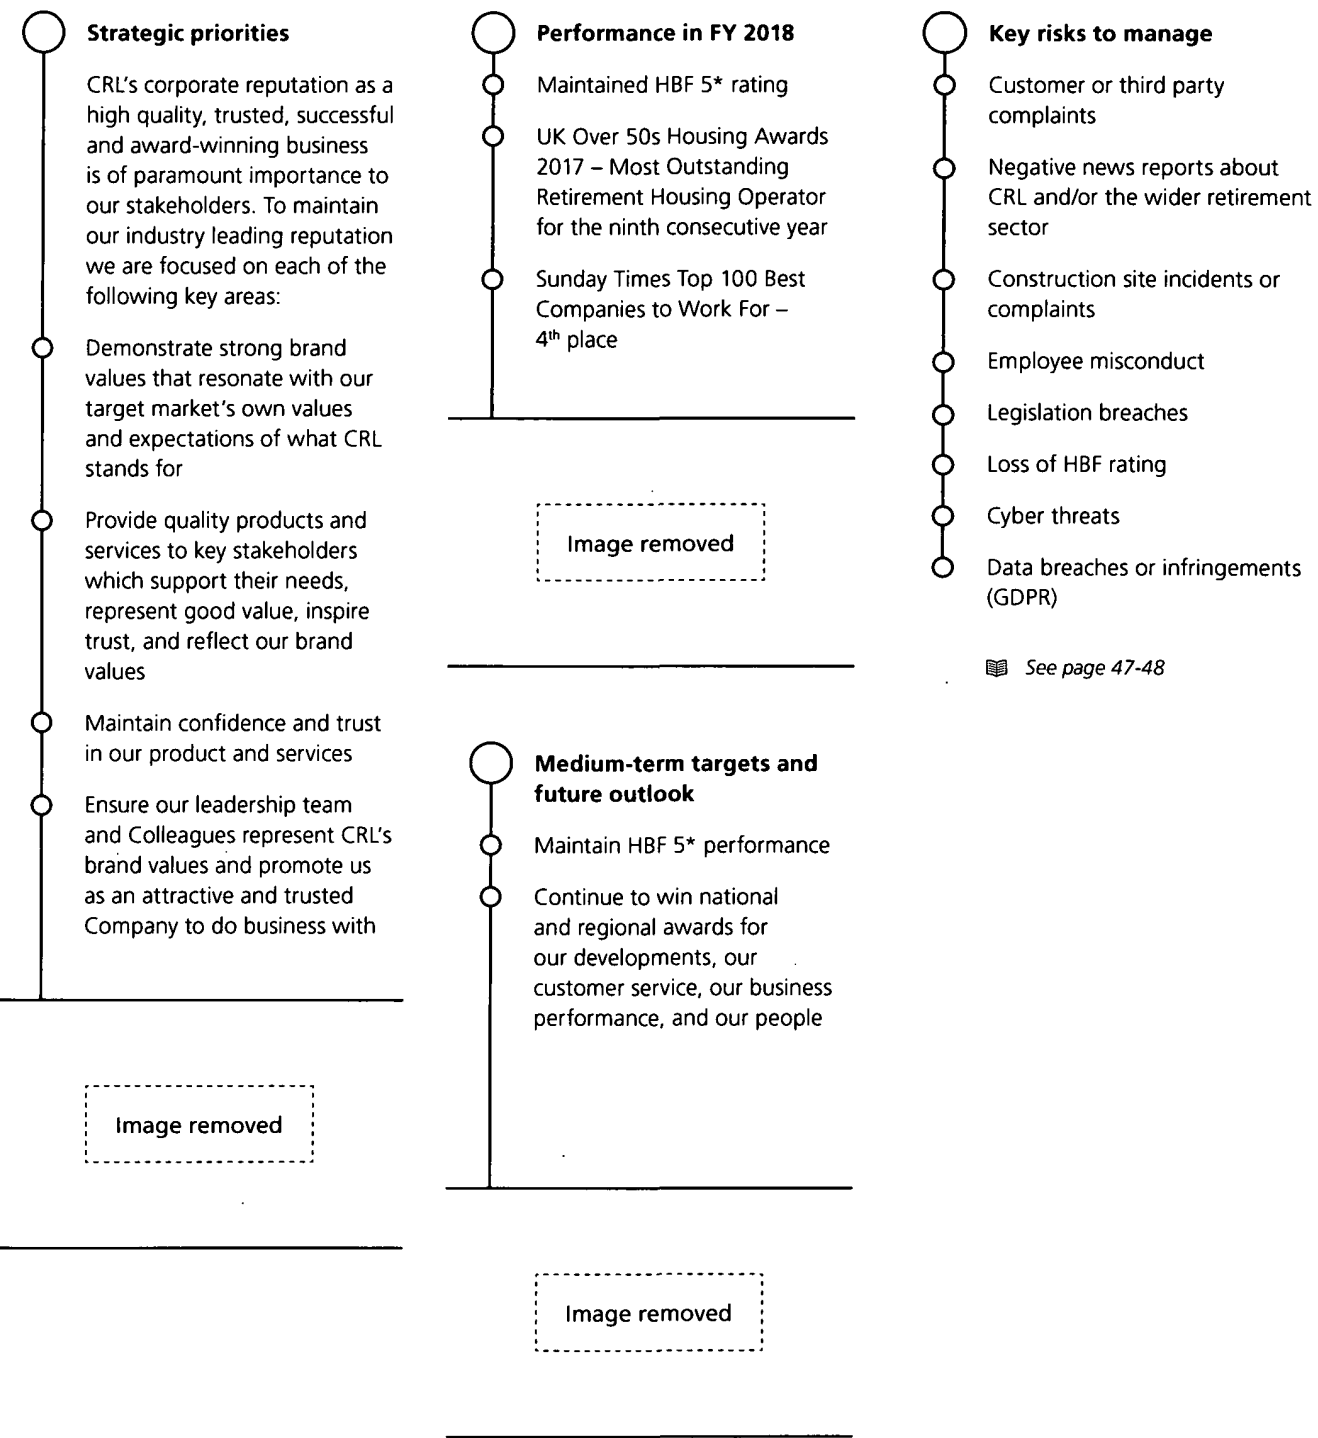 Strategic priorities
CRL's corporate reputation as a
high quality, trusted, successful
and award-winning business
is of paramount importance to
our stakeholders. To maintain
our industry leading reputation
we are focused on each of the
following key areas:
Demonstrate strong brand
values that resonate with our
target market's own values
and expectations of what CRL
stands for
Provide quality products and
services to key stakeholders
which support their needs,
represent good value, inspire
trust, and reflect our brand
values
Maintain confidence and trust
in our product and services
Ensure our leadership team
and Colleagues represent CRL's
brand values and promote us
as an attractive and trusted
Company to do business with
Image removed
Performance in FY 2018
Maintained HBF 5* rating
UK Over 50s Housing Awards
2017 – Most Outstanding
Retirement Housing Operator
for the ninth consecutive year
Sunday Times Top 100 Best
Companies to Work For –
4th place
Image removed
Medium-term targets and
future outlook
Maintain HBF 5* performance
Continue to win national
and regional awards for
our developments, our
customer service, our business
performance, and our people
Image removed
Key risks to manage
Customer or third party
complaints
Negative news reports about
CRL and/or the wider retirement
sector
Construction site incidents or
complaints
Employee misconduct
Legislation breaches
Loss of HBF rating
Cyber threats
Data breaches or infringements
(GDPR)
See page 47-48